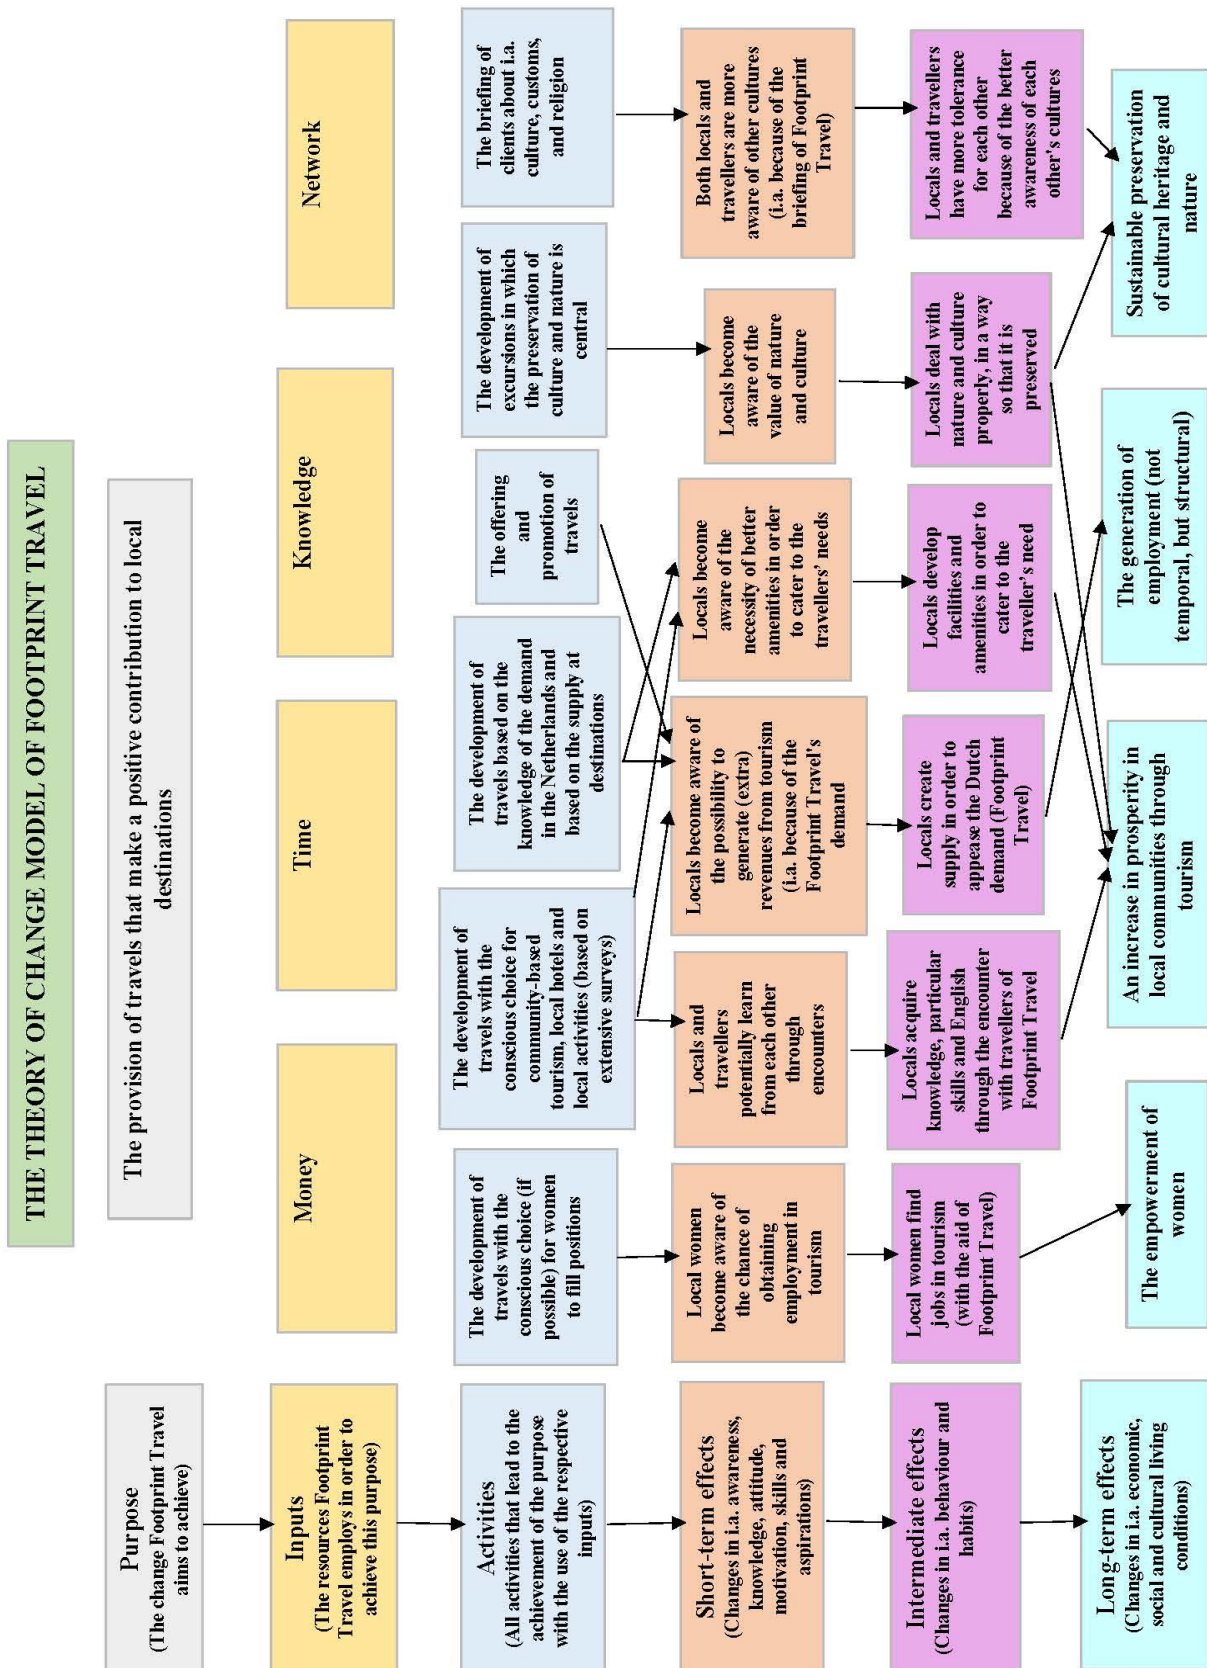 THE THEORY OF CHANGE MODEL OF FOOTPRINT TRAVEL
Purpose
(The change Footprint Travel
aims to achieve)
The provision of travels that make a positive contribution to local
destinations
Inputs
(The resources Footprint
Travel employs in order to
achieve this purpose)
Money
Time
Knowledge
Network
Activities
(All activities that lead to the
achievement of the purpose
with the use of the respective
inputs)
The development of
travels with the
conscious choice (if
possible) for women
to fill positions
The development of
travels with the
conscious choice for
community-based
tourism, local hotels and
local activities (based on
extensive surveys)
The development of
travels based on the
knowledge of the demand
in the Netherlands and
based on the supply at
destinations
The offering
and
promotion of
travels
The development of
excursions in which
the preservation of
culture and nature is
central
The briefing of
clients about i.a.
culture, customs,
and religion
Short-term effects
(Changes in i.a. awareness,
knowledge, attitude,
motivation, skills and
aspirations)
Local women
become aware of
the chance of
obtaining
employment in
tourism
Locals and
travellers
potentially learn
from each other
through
encounters
Locals become aware of
the possibility to
generate (extra)
revenues from tourism
(i.a. because of the
Footprint Travel's
demand
Locals become
aware of the
necessity of better
amenities in order
to cater to the
travellers' needs
Locals become
aware of the
value of nature
and culture
Both locals and
travellers are more
aware of other cultures
(i.a. because of the
briefing of Footprint
Travel)
Intermediate effects
(Changes in i.a. behaviour and
habits)
Local women find
jobs in tourism
(with the aid of
Footprint Travel)
Locals acquire
knowledge, particular
skills and English
through the encounter
with travellers of
Footprint Travel
Locals create
supply in order to
appease the Dutch
demand (Footprint
Travel)
Locals develop
facilities and
amenities in order to
cater to the
traveller's need
Locals deal with
nature and culture
properly, in a way
so that it is
preserved
Locals and travellers
have more tolerance
for each other
because of the better
awareness of each
other's cultures
Long-term effects
(Changes in i.a. economic,
social and cultural living
conditions)
The empowerment of
women
An increase in prosperity in
local communities through
tourism
The generation of
employment (not
temporal, but structural)
Sustainable preservation
of cultural heritage and
nature